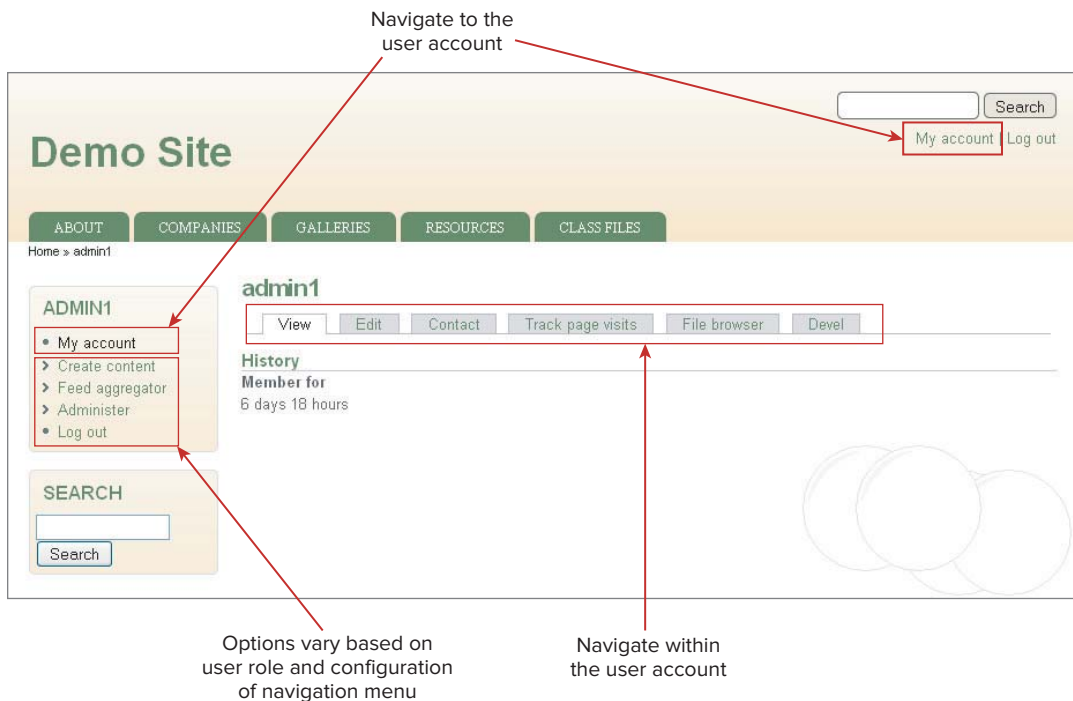 Navigate to the
user account
Search
My account | Log out
Demo Site
ABOUT COMPANIES GALLERIES RESOURCES CLASS FILES
Home » admin1
ADMIN1
• My account
> Create content
> Feed aggregator
> Administer
• Log out
SEARCH
Search
admin1
View Edit Contact Track page visits File browser Devel
History
Member for
6 days 18 hours
Options vary based on
user role and configuration
of navigation menu
Navigate within
the user account